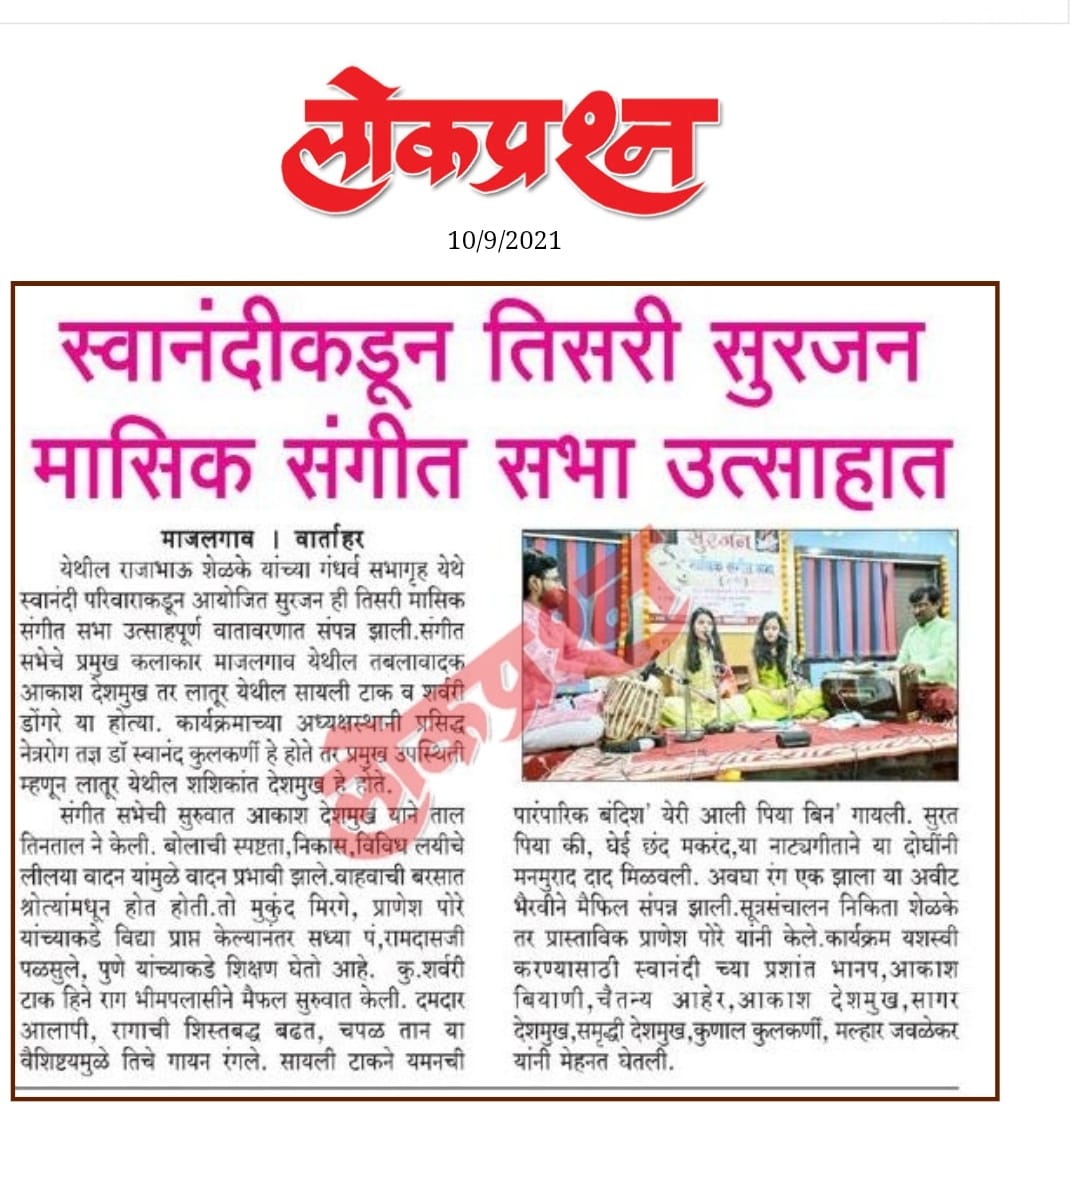 लोकप्रश्न
10/9/2021
स्वानंदीकडून तिसरी सुरजन
मासिक संगीत सभा उत्साहात
माजलगाव । वार्ताहर
येथील राजाभाऊ शेळके यांच्या गंधर्व सभागृह येथे
स्वानंदी परिवाराकडून आयोजित सुरजन ही तिसरी मासिक
संगीत सभा उत्साहपूर्ण वातावरणात संपन्न झाली.संगीत
सभेचे प्रमुख कलाकार माजलगाव येथील तबलावादक
आकाश देशमुख तर लातूर येथील सायली टाक व शर्वरी
डोंगरे या होत्या. कार्यक्रमाच्या अध्यक्षस्थानी प्रसिद्ध
नेत्ररोग तज्ञ डॉ स्वानंद कुलकर्णी हे होते तर प्रमुख उपस्थिती
म्हणून लातूर येथील शशिकांत देशमुख हे होते.
संगीत सभेची सुरुवात आकाश देशमुख याने ताल
तिनताल ने केली. बोलाची स्पष्टता,निकास,विविध लयीचे
लीलया वादन यांमुळे वादन प्रभावी झाले.वाहवाची बरसात
श्रोत्यांमधून होत होती.तो मुकुंद मिरगे, प्राणेश पोरे
यांच्याकडे विद्या प्राप्त केल्यानंतर सध्या पं,रामदासजी
पळसुले, पुणे यांच्याकडे शिक्षण घेतो आहे. कु.शर्वरी
टाक हिने राग भीमपलासीने मैफल सुरुवात केली. दमदार
आलापी, रागाची शिस्तबद्ध बढत, चपळ तान या
वैशिष्टयमुळे तिचे गायन रंगले. सायली टाकने यमनची
सुरजन
मासिक संगीत सभा
पारंपारिक बंदिश' येरी आली पिया बिन' गायली. सुरत
पिया की, घेई छंद मकरंद,या नाट्यगीताने या दोघींनी
मनमुराद दाद मिळवली. अवघा रंग एक झाला या अवीट
भैरवीने मैफिल संपन्न झाली.सूत्रसंचालन निकिता शेळके
तर प्रास्ताविक प्राणेश पोरे यांनी केले.कार्यक्रम यशस्वी
करण्यासाठी स्वानंदी च्या प्रशांत भानप,आकाश
बियाणी,चैतन्य आहेर,आकाश देशमुख,सागर
देशमुख,समृद्धी देशमुख,कुणाल कुलकर्णी, मल्हार जवळेकर
यांनी मेहनत घेतली.
लोकप्रश्न